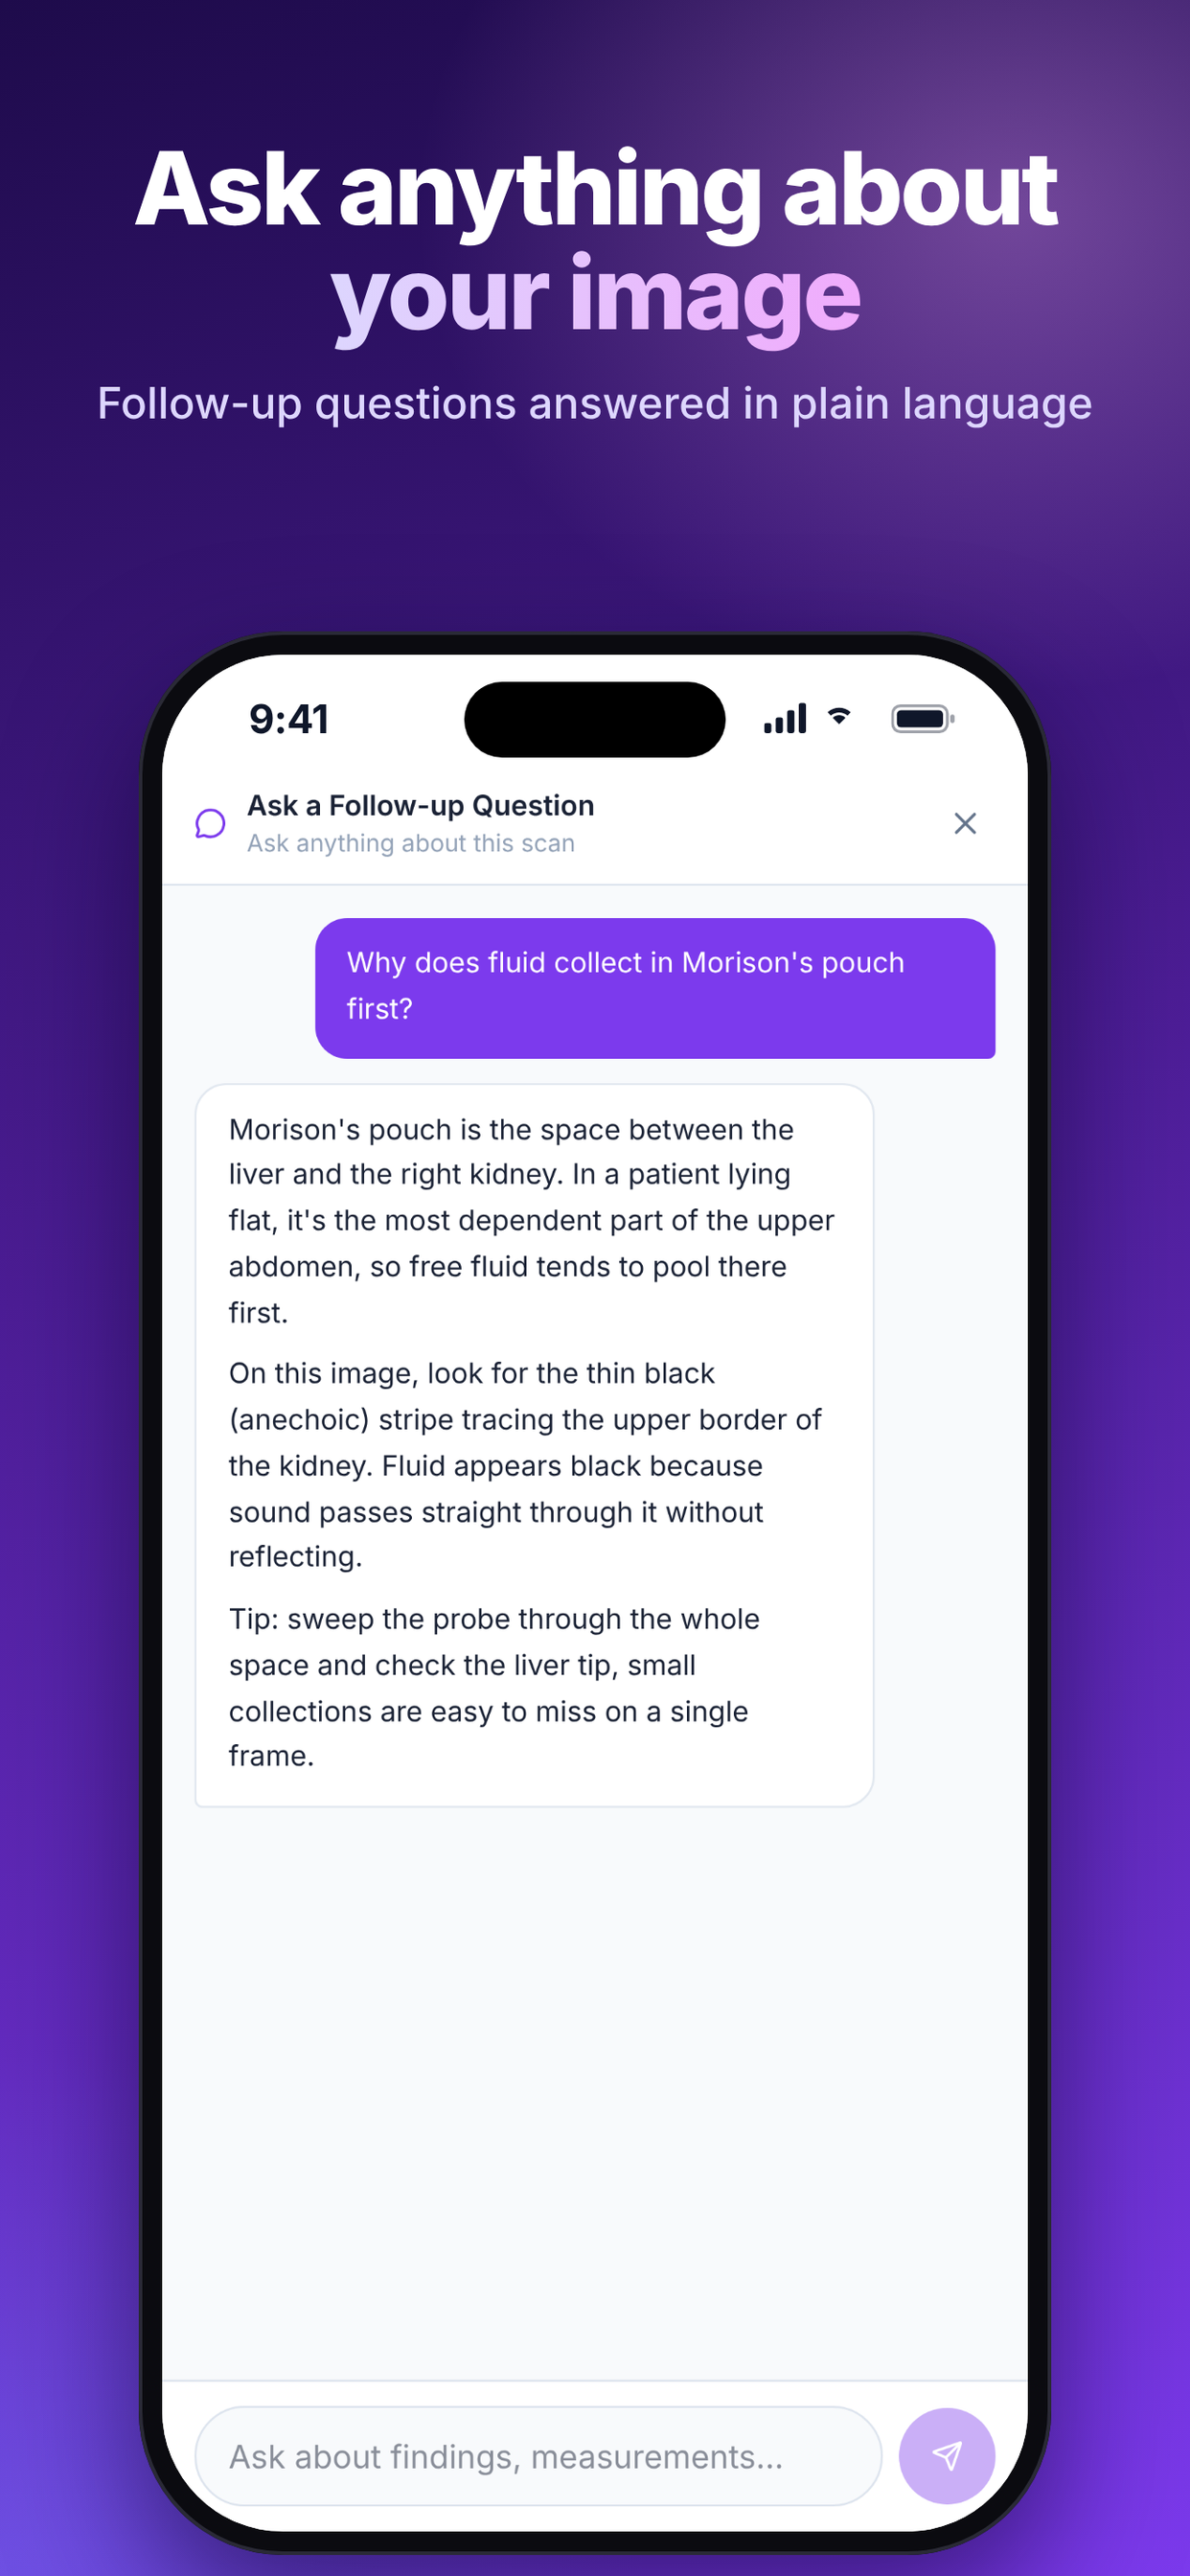 Ask anything about
your image
Follow-up questions answered in plain language
9:41
Ask a Follow-up Question
Ask anything about this scan
Why does fluid collect in Morison's pouch
first?
Morison's pouch is the space between the
liver and the right kidney. In a patient lying
flat, it's the most dependent part of the upper
abdomen, so free fluid tends to pool there
first.
On this image, look for the thin black
(anechoic) stripe tracing the upper border of
the kidney. Fluid appears black because
sound passes straight through it without
reflecting.
Tip: sweep the probe through the whole
space and check the liver tip, small
collections are easy to miss on a single
frame.
Ask about findings, measurements...